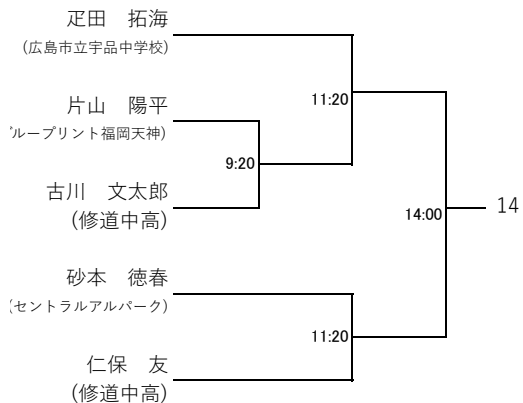 疋田　拓海
(広島市立宇品中学校)
11:20
片山　陽平
ブループリント福岡天神)
9:20
古川　文太郎
(修道中高)
14:00
14
砂本　徳春
(セントラルアルパーク)
11:20
仁保　友
(修道中高)